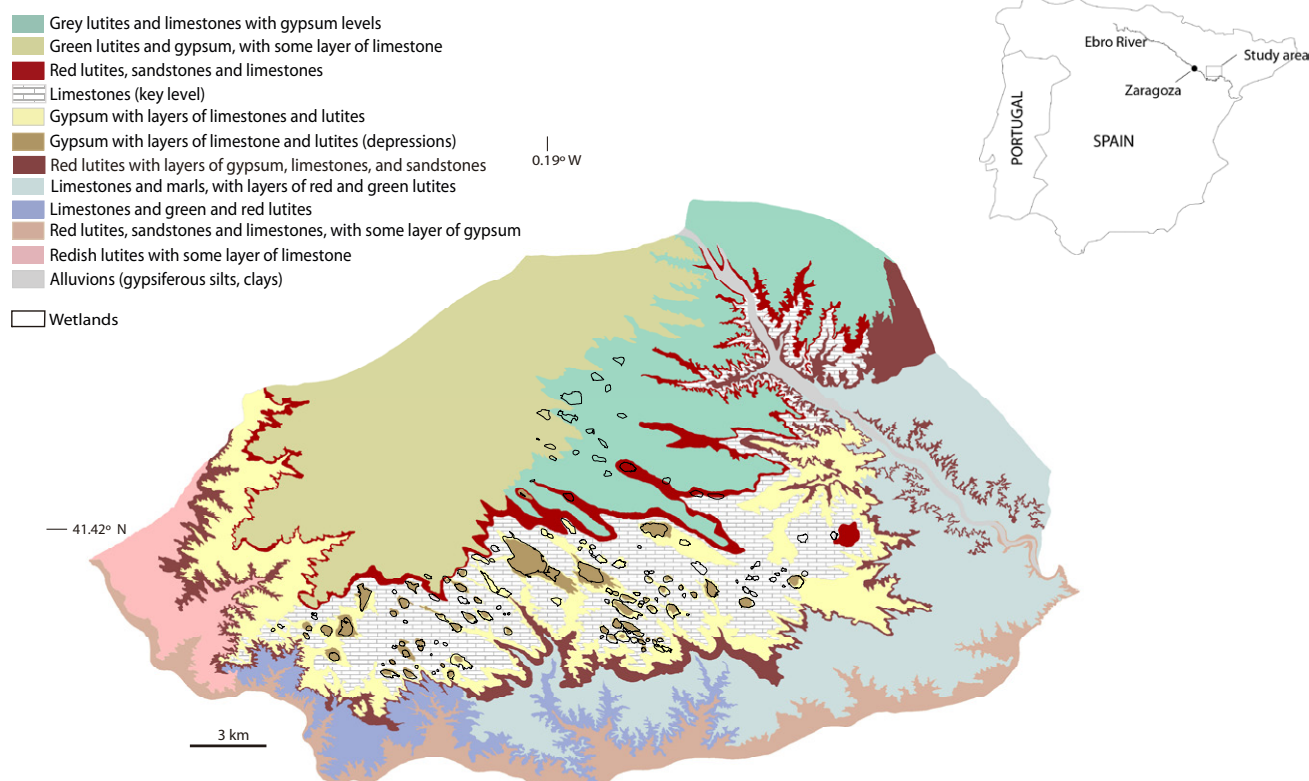 Grey lutites and limestones with gypsum levels
Green lutites and gypsum, with some layer of limestone
Red lutites, sandstones and limestones
Limestones (key level)
Gypsum with layers of limestones and lutites
Gypsum with layers of limestone and lutites (depressions)
Red lutites with layers of gypsum, limestones, and sandstones
Limestones and marls, with layers of red and green lutites
Limestones and green and red lutites
Red lutites, sandstones and limestones, with some layer of gypsum
Redish lutites with some layer of limestone
Alluvions (gypsiferous silts, clays)
Wetlands
0.19º W
41.42º N
3 km
Ebro River
Study area
Zaragoza
PORTUGAL
SPAIN